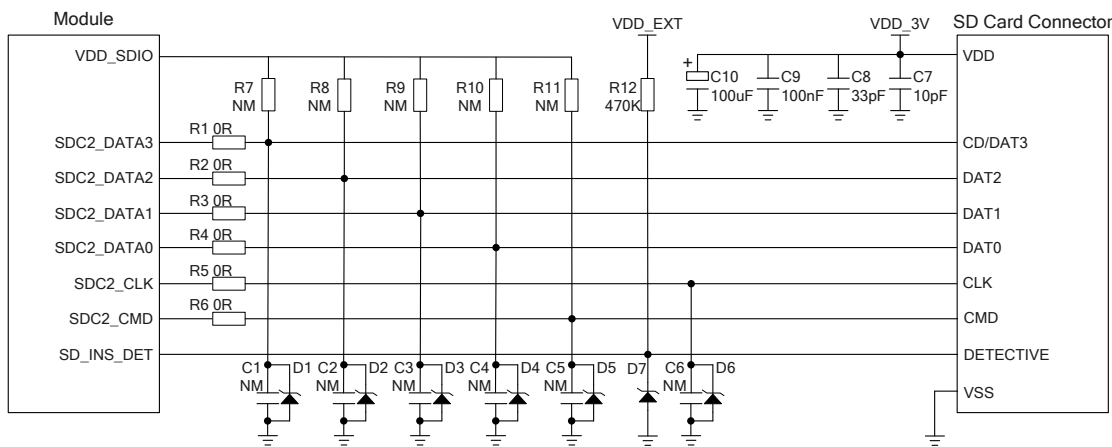 Module
VDD_EXT
VDD_3V
SD Card Connector
VDD_SDIO
VDD
R7
NM
R8
NM
R9
NM
R10
NM
R11
NM
R12
470K
+
C10
100uF
C9
100nF
C8
33pF
C7
10pF
SDC2_DATA3
R1 0R
CD/DAT3
SDC2_DATA2
R2 0R
DAT2
SDC2_DATA1
R3 0R
DAT1
SDC2_DATA0
R4 0R
DAT0
SDC2_CLK
R5 0R
CLK
SDC2_CMD
R6 0R
CMD
SD_INS_DET
DETECTIVE
C1
NM
D1
C2
NM
D2
C3
NM
D3
C4
NM
D4
C5
NM
D5
D7
C6
NM
D6
VSS